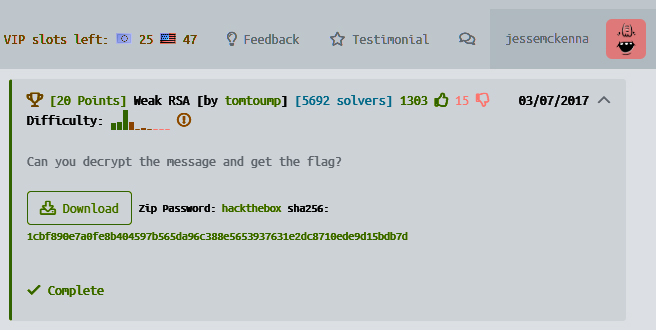 VIP slots left: 25 47 Feedback Testimonial jessemckenna
[20 Points] Weak RSA [by tomtoump] [5692 solvers] 1303 15 03/07/2017
Difficulty:
Can you decrypt the message and get the flag?
Download Zip Password: hackthebox sha256:
1cbf890e7a0fe8b404597b565da96c388e5653937631e2dc8710ede9d15bdb7d
Complete